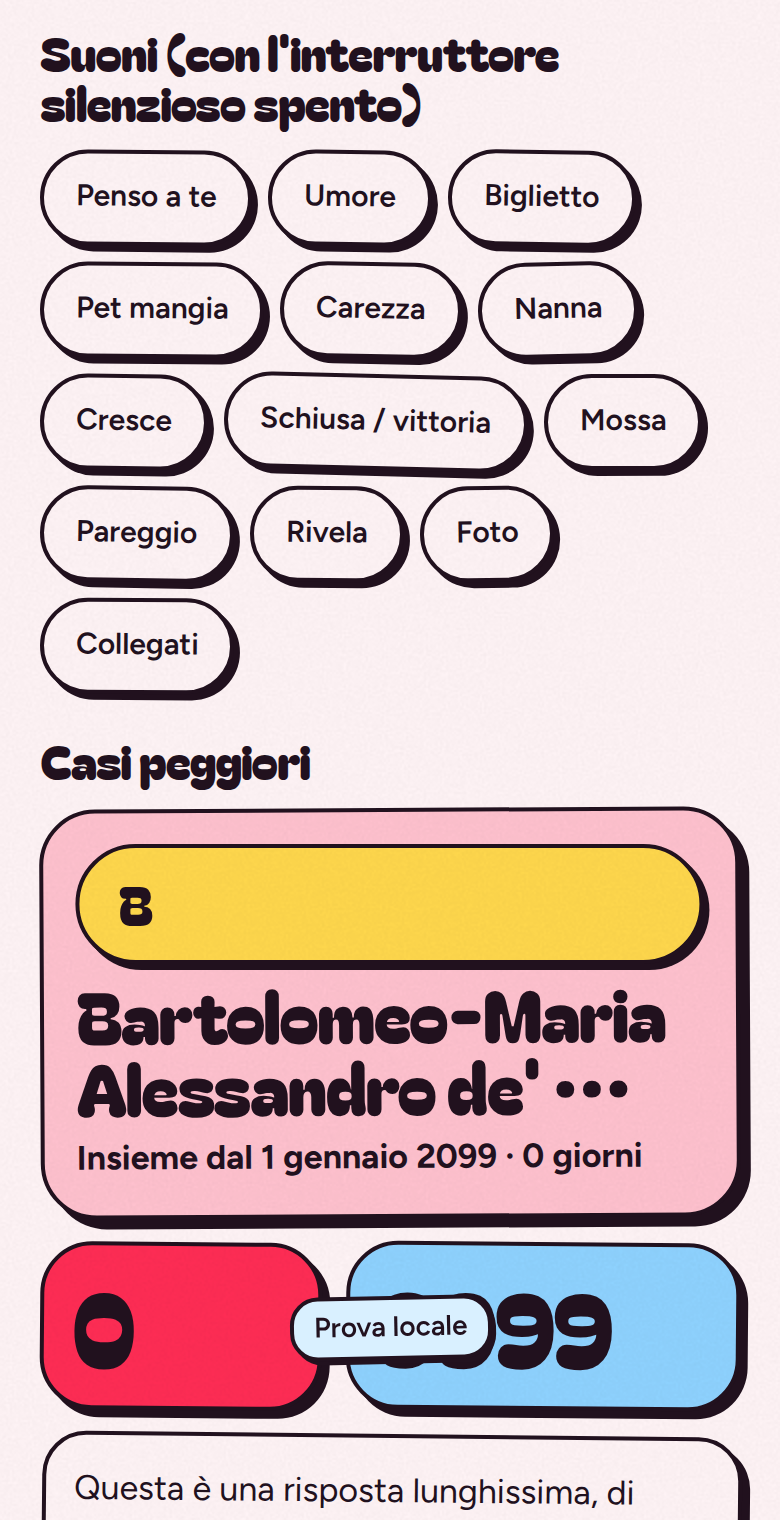 Suoni (con l'interruttore
silenzioso spento)
Penso a te
Umore
Biglietto
Pet mangia
Carezza
Nanna
Cresce
Schiusa / vittoria
Mossa
Pareggio
Rivela
Foto
Collegati
Casi peggiori
B
Bartolomeo-Maria
Alessandro de' ...
Insieme dal 1 gennaio 2099 · 0 giorni
0
99
Prova locale
Questa è una risposta lunghissima, di